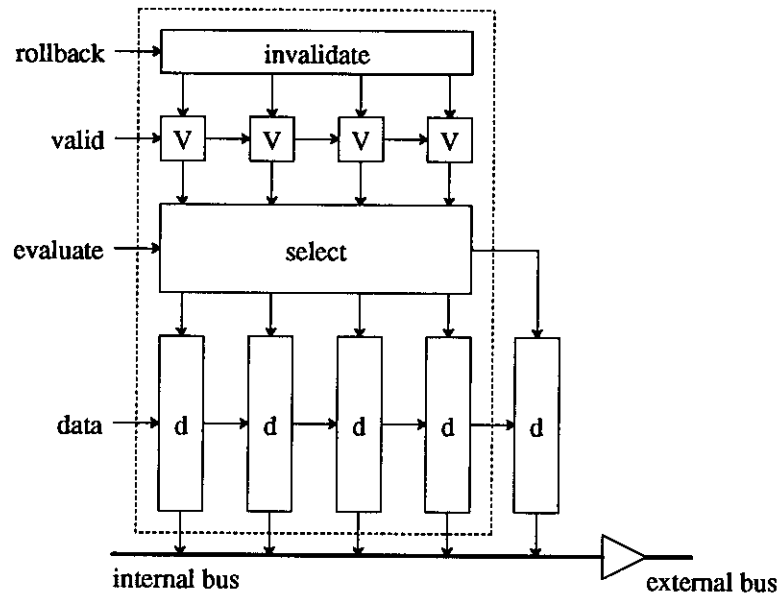 rollback
invalidate
valid
V V V V
evaluate
select
data
d d d d d
internal bus
external bus